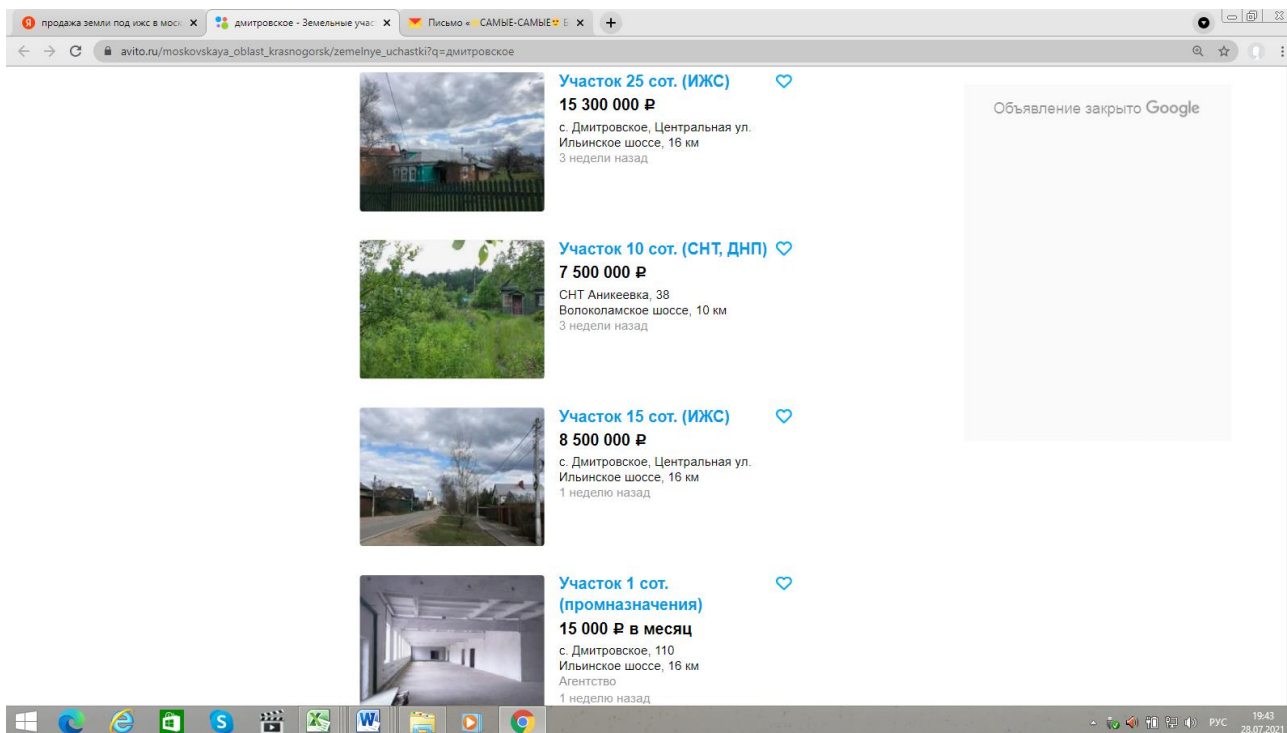 продажа земли под ижс в моск
дмитровское - Земельные учас
Письмо « САМЫЕ-САМЫЕ
avito.ru/moskovskaya_oblast_krasnogorsk/zemelnye_uchastki?q=дмитровское
Участок 25 сот. (ИЖС)
15 300 000 ₽
с. Дмитровское, Центральная ул.
Ильинское шоссе, 16 км
3 недели назад
Объявление закрыто Google
Участок 10 сот. (СНТ, ДНП)
7 500 000 ₽
СНТ Аникеевка, 38
Волоколамское шоссе, 10 км
3 недели назад
Участок 15 сот. (ИЖС)
8 500 000 ₽
с. Дмитровское, Центральная ул.
Ильинское шоссе, 16 км
1 неделю назад
Участок 1 сот.
(промназначения)
15 000 ₽ в месяц
с. Дмитровское, 110
Ильинское шоссе, 16 км
Агентство
1 неделю назад
РУС
19:43
28.07.2021